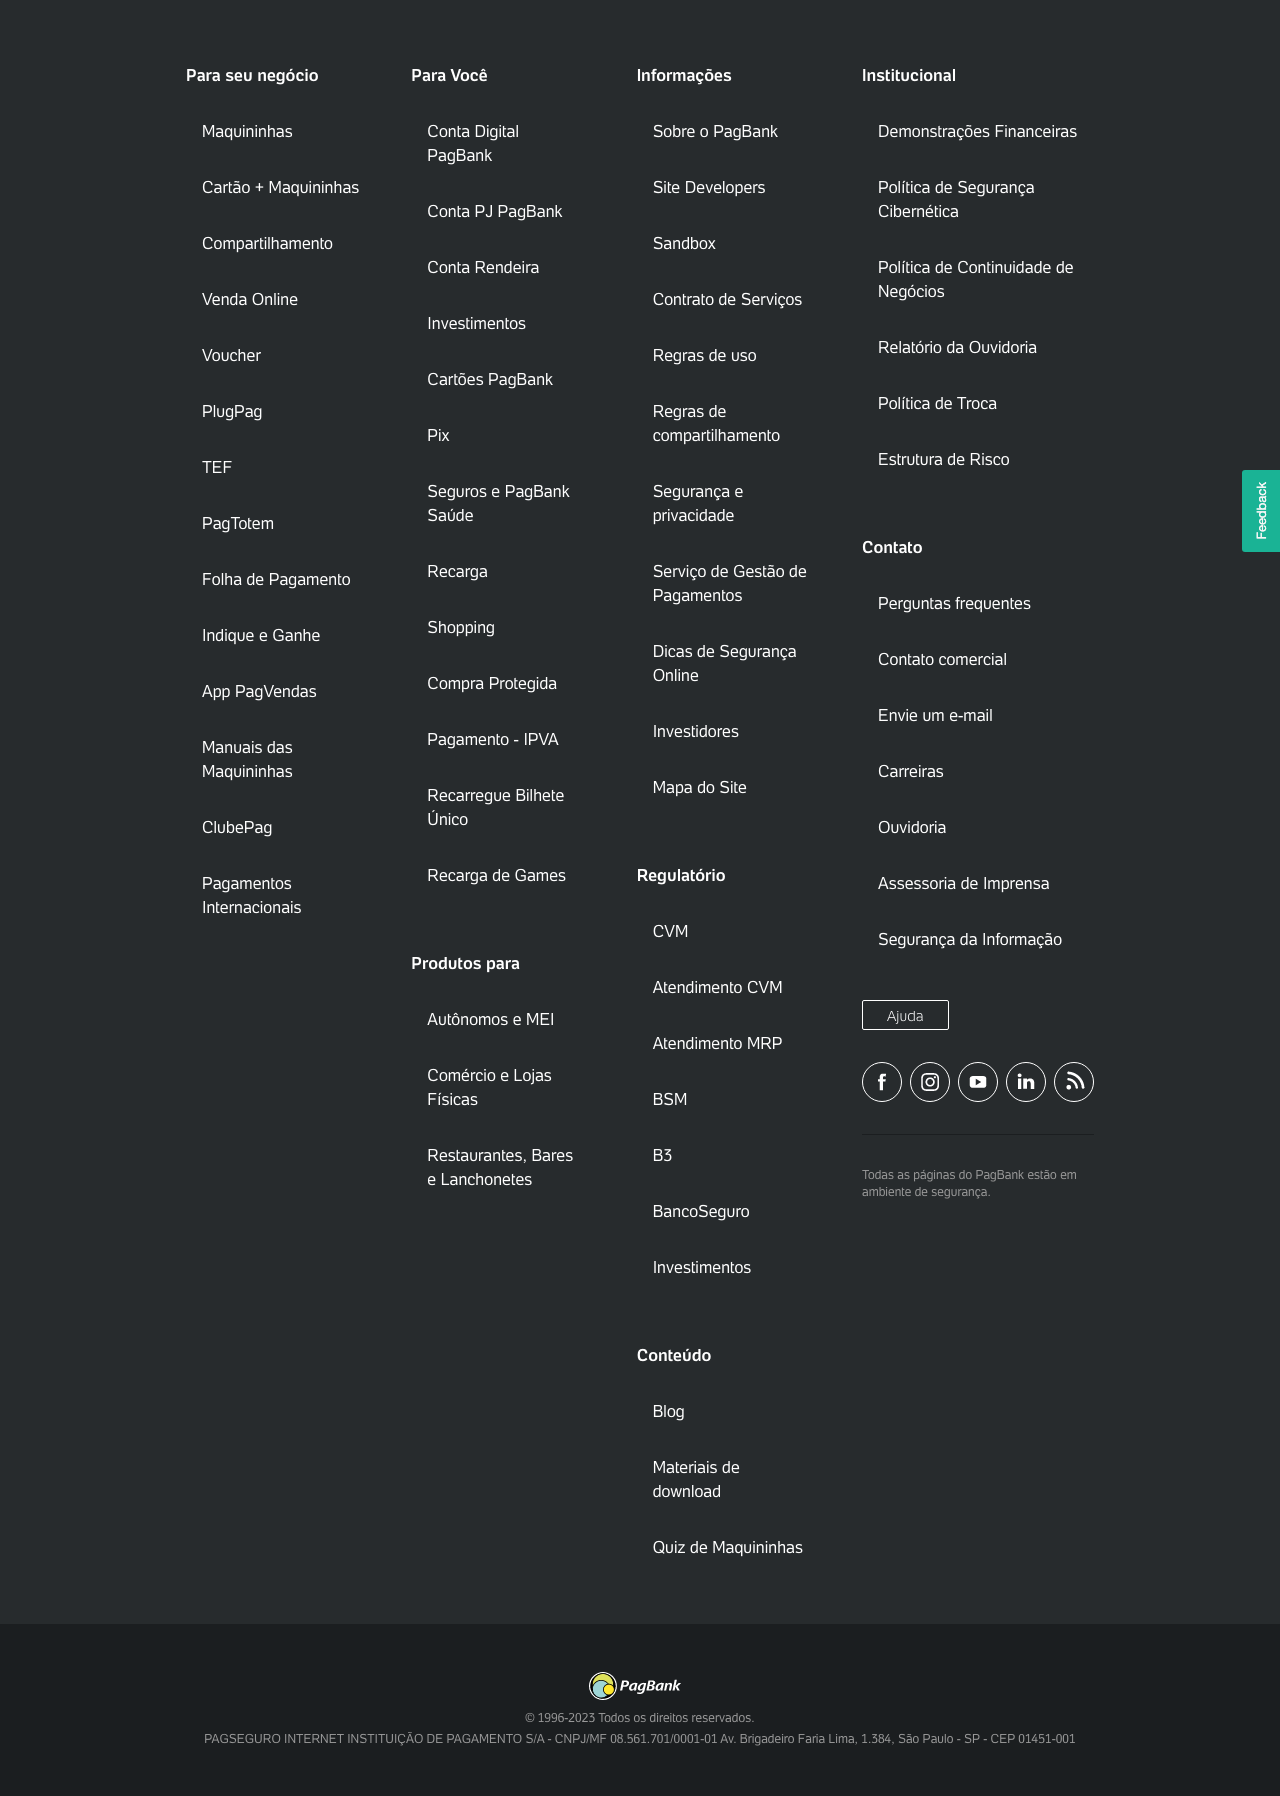 Para seu negócio
Maquininhas
Cartão + Maquininhas
Compartilhamento
Venda Online
Voucher
PlugPag
TEF
PagTotem
Folha de Pagamento
Indique e Ganhe
App PagVendas
Manuais das
Maquininhas
ClubePag
Pagamentos
Internacionais
Para Você
Conta Digital
PagBank
Conta PJ PagBank
Conta Rendeira
Investimentos
Cartões PagBank
Pix
Seguros e PagBank
Saúde
Recarga
Shopping
Compra Protegida
Pagamento - IPVA
Recarregue Bilhete
Único
Recarga de Games
Produtos para
Autônomos e MEI
Comércio e Lojas
Físicas
Restaurantes, Bares
e Lanchonetes
Informações
Sobre o PagBank
Site Developers
Sandbox
Contrato de Serviços
Regras de uso
Regras de
compartilhamento
Segurança e
privacidade
Serviço de Gestão de
Pagamentos
Dicas de Segurança
Online
Investidores
Mapa do Site
Regulatório
CVM
Atendimento CVM
Atendimento MRP
BSM
B3
BancoSeguro
Investimentos
Conteúdo
Blog
Materiais de
download
Quiz de Maquininhas
Institucional
Demonstrações Financeiras
Política de Segurança
Cibernética
Política de Continuidade de
Negócios
Relatório da Ouvidoria
Política de Troca
Estrutura de Risco
Contato
Perguntas frequentes
Contato comercial
Envie um e-mail
Carreiras
Ouvidoria
Assessoria de Imprensa
Segurança da Informação
Ajuda
Todas as páginas do PagBank estão em
ambiente de segurança.
Feedback
PagBank
© 1996-2023 Todos os direitos reservados.
PAGSEGURO INTERNET INSTITUIÇÃO DE PAGAMENTO S/A - CNPJ/MF 08.561.701/0001-01 Av. Brigadeiro Faria Lima, 1.384, São Paulo - SP - CEP 01451-001